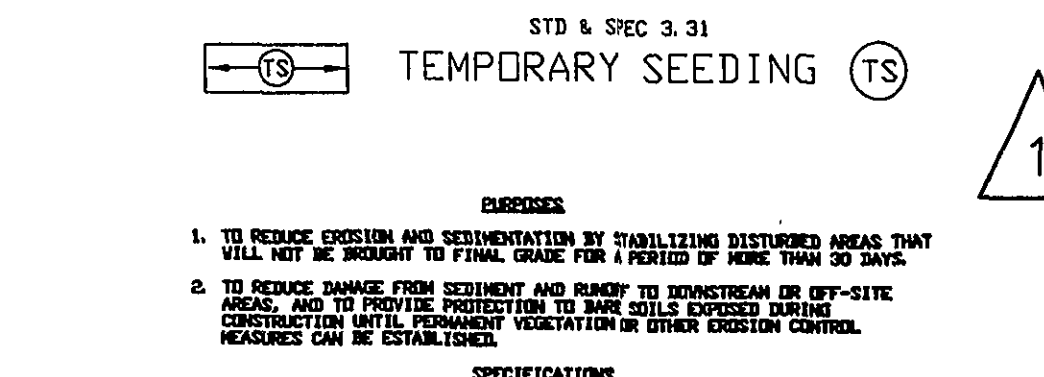 STD & SPEC 3.31
TS TEMPORARY SEEDING TS
1
PURPOSES
1. TO REDUCE EROSION AND SEDIMENTATION BY STABILIZING DISTURBED AREAS THAT
WILL NOT BE BROUGHT TO FINAL GRADE FOR A PERIOD OF MORE THAN 30 DAYS.
2. TO REDUCE DAMAGE FROM SEDIMENT AND RUNOFF TO DOWNSTREAM OR OFF-SITE
AREAS, AND TO PROVIDE PROTECTION TO BARE SOILS EXPOSED DURING
CONSTRUCTION UNTIL PERMANENT VEGETATION OR OTHER EROSION CONTROL
MEASURES CAN BE ESTABLISHED.
SPECIFICATIONS